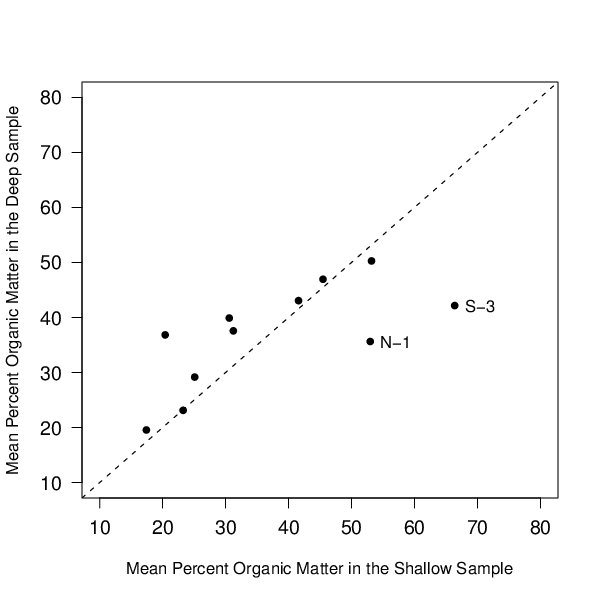 Mean Percent Organic Matter in the Deep Sample
80
70
60
50
40
30
20
10
S−3
N−1
10 20 30 40 50 60 70 80
Mean Percent Organic Matter in the Shallow Sample